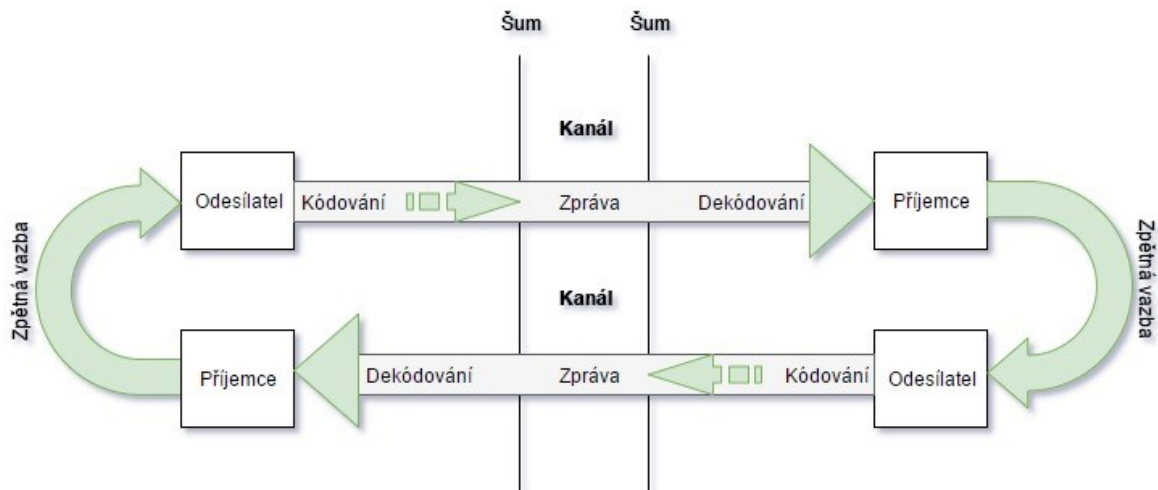 Šum Šum
Kanál
Odesílatel Kódování Zpráva Dekódování Příjemce
Zpětná vazba
Zpětná vazba
Kanál
Příjemce Dekódování Zpráva Kódování Odesílatel